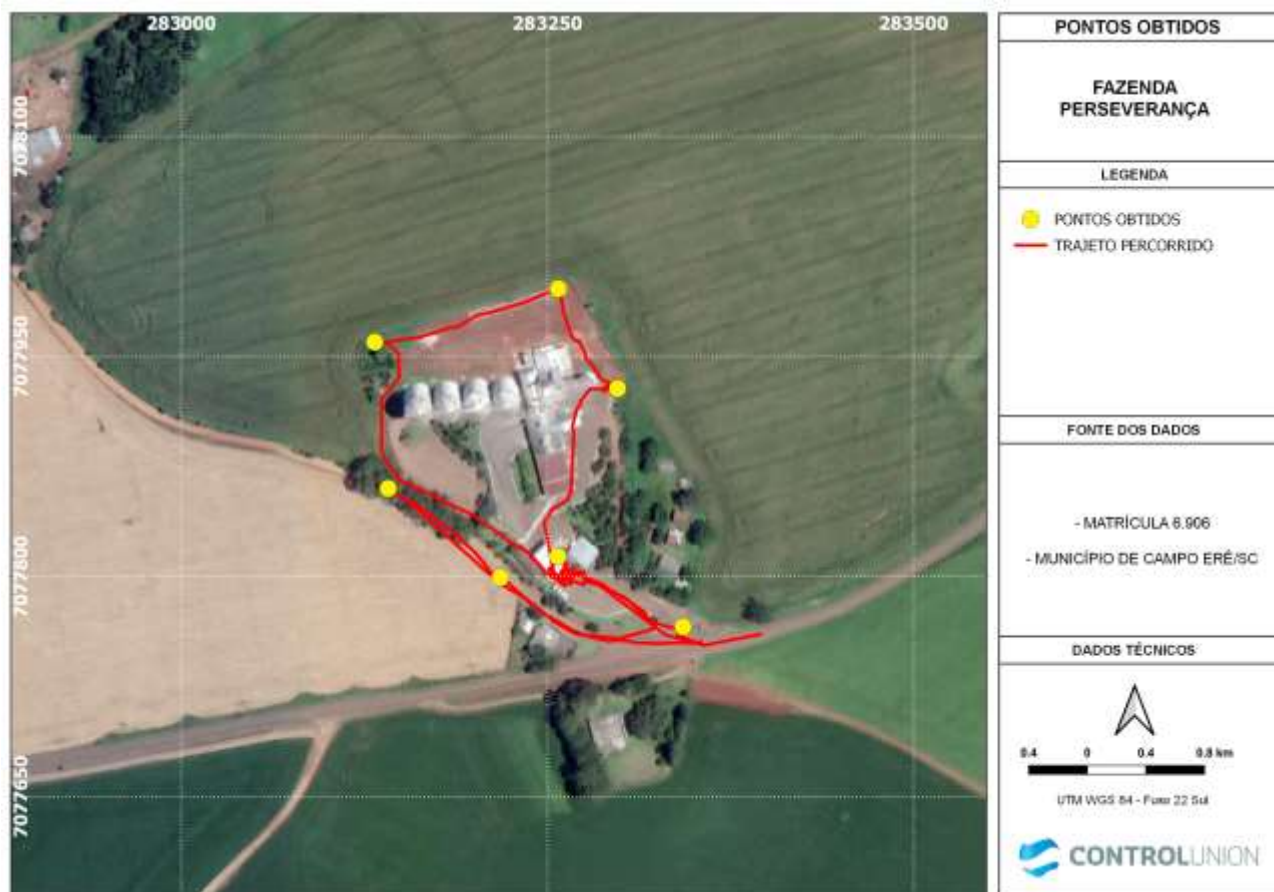 283000
283250
283500
7078100
7077950
7077800
7077650
PONTOS OBTIDOS
FAZENDA
PERSEVERANÇA
LEGENDA
PONTOS OBTIDOS
TRAJETO PERCORRIDO
FONTE DOS DADOS
- MATRÍCULA 6.906
- MUNICÍPIO DE CAMPO ERÊ/SC
DADOS TÉCNICOS
0.4 0 0.4 0.8 km
UTM WGS 84 - Fuso 22 Sul
CONTROLUNION